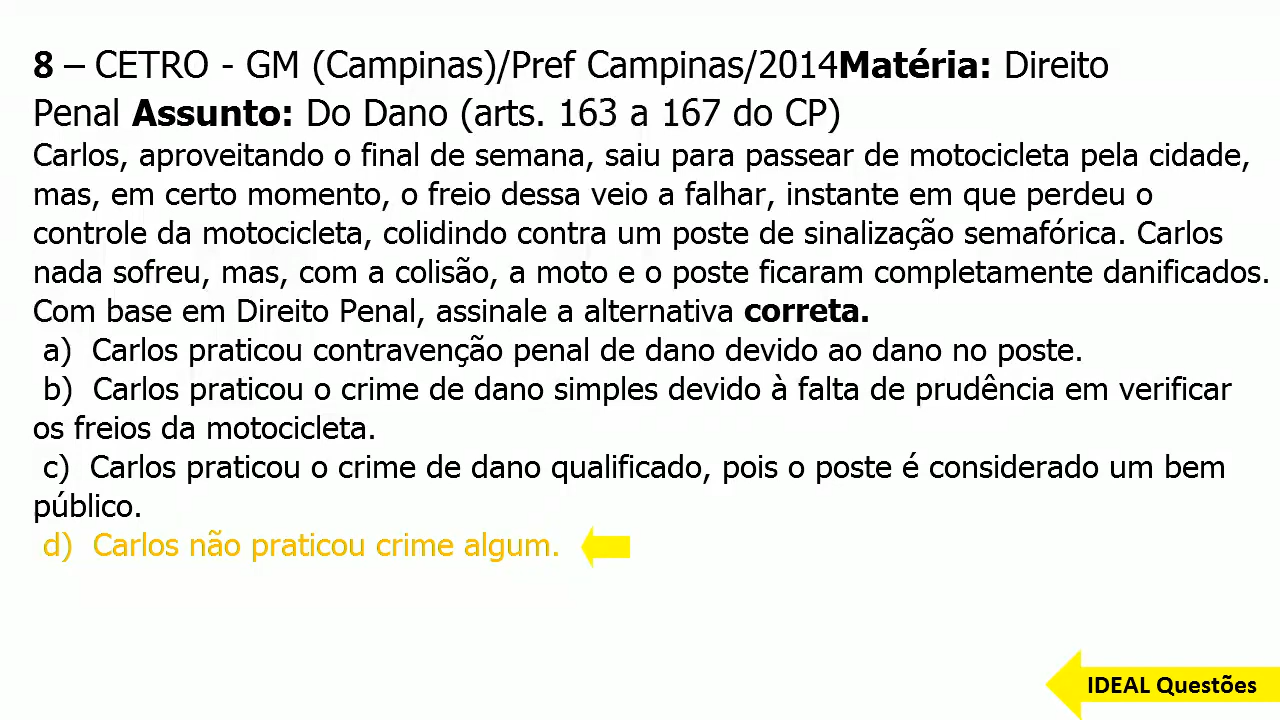 8 – CETRO - GM (Campinas)/Pref Campinas/2014Matéria: Direito
Penal Assunto: Do Dano (arts. 163 a 167 do CP)
Carlos, aproveitando o final de semana, saiu para passear de motocicleta pela cidade,
mas, em certo momento, o freio dessa veio a falhar, instante em que perdeu o
controle da motocicleta, colidindo contra um poste de sinalização semafórica. Carlos
nada sofreu, mas, com a colisão, a moto e o poste ficaram completamente danificados.
Com base em Direito Penal, assinale a alternativa correta.
a) Carlos praticou contravenção penal de dano devido ao dano no poste.
b) Carlos praticou o crime de dano simples devido à falta de prudência em verificar
os freios da motocicleta.
c) Carlos praticou o crime de dano qualificado, pois o poste é considerado um bem
público.
d) Carlos não praticou crime algum.
IDEAL Questões